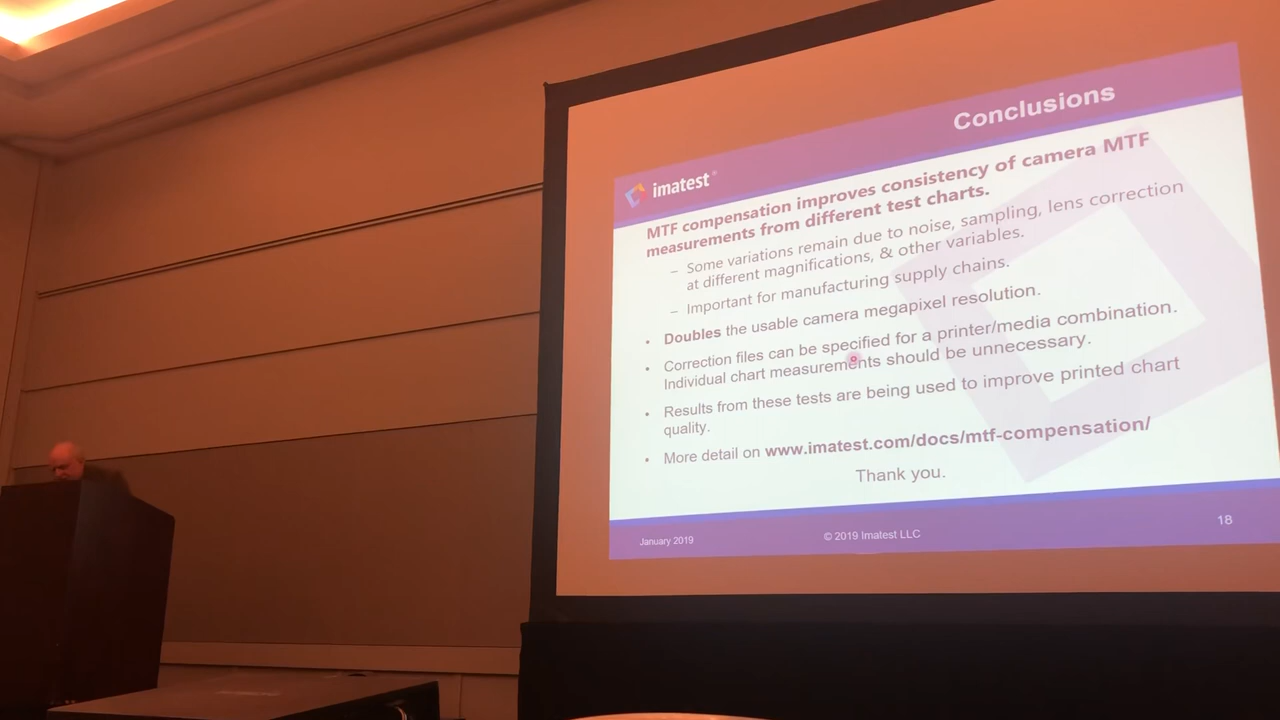 Conclusions
imatest®
MTF compensation improves consistency of camera MTF
measurements from different test charts.
– Some variations remain due to noise, sampling, lens correction
at different magnifications, & other variables.
– Important for manufacturing supply chains.
• Doubles the usable camera megapixel resolution.
• Correction files can be specified for a printer/media combination.
Individual chart measurements should be unnecessary.
• Results from these tests are being used to improve printed chart
quality.
• More detail on www.imatest.com/docs/mtf-compensation/
Thank you.
January 2019
© 2019 Imatest LLC
18